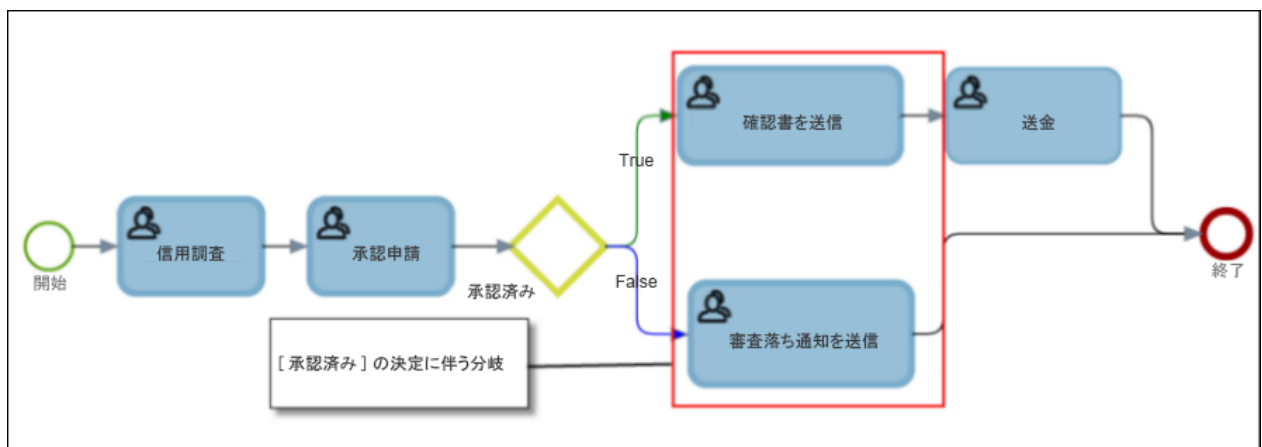 開始
信用調査
承認申請
承認済み
True
False
確認書を送信
送金
審査落ち通知を送信
終了
[ 承認済み ] の決定に伴う分岐